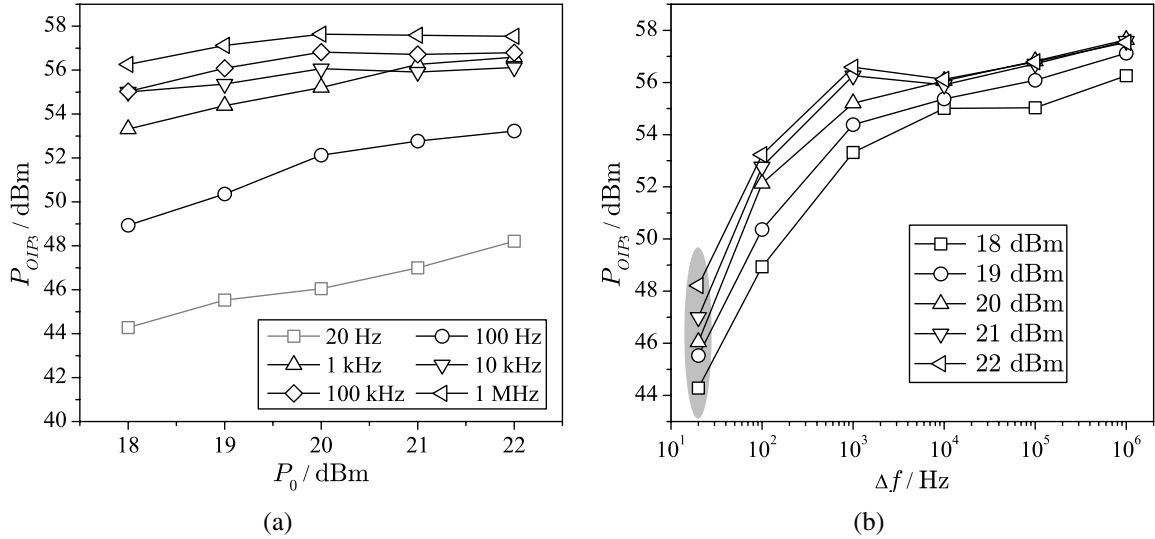 58
56
54
52
50
48
46
44
42
40
P_OIP3 / dBm
20 Hz 100 Hz
1 kHz 10 kHz
100 kHz 1 MHz
18 19 20 21 22
P_0 / dBm
(a)
58
56
54
52
50
48
46
44
P_OIP3 / dBm
18 dBm
19 dBm
20 dBm
21 dBm
22 dBm
10^1 10^2 10^3 10^4 10^5 10^6
Δf / Hz
(b)